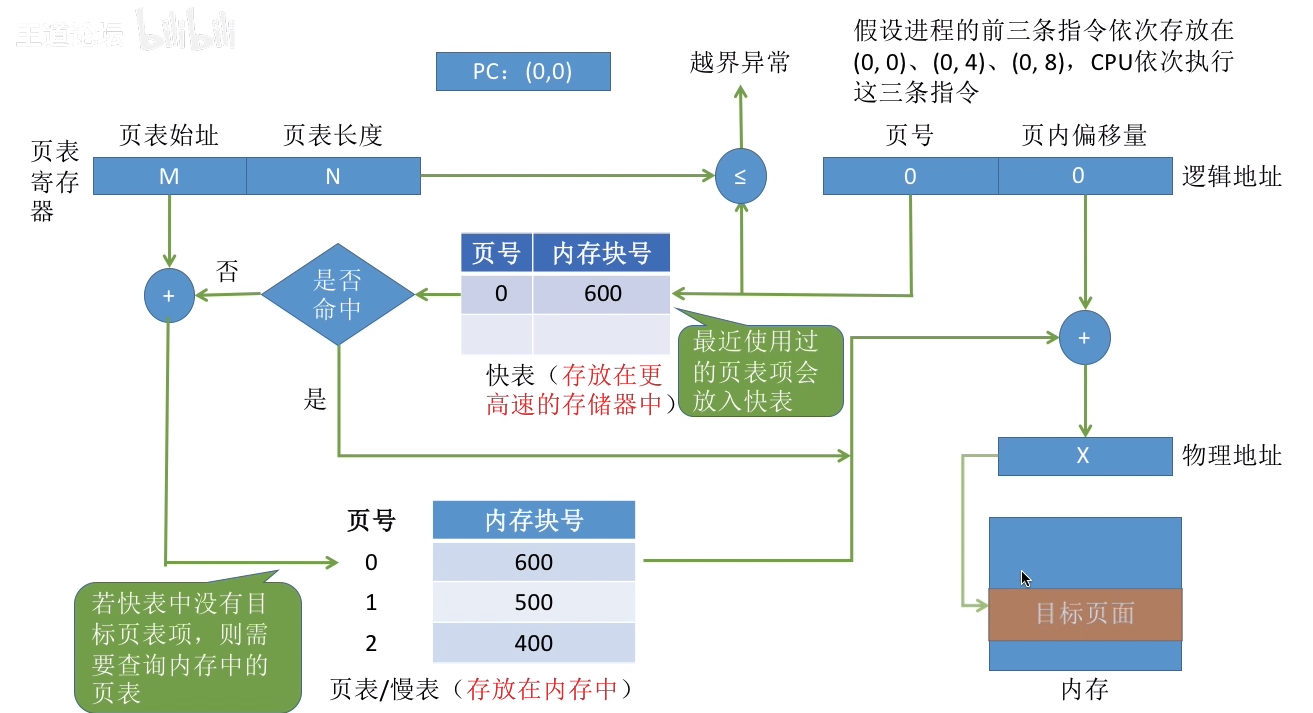 王道论坛 bilibili
假设进程的前三条指令依次存放在
(0, 0)、(0, 4)、(0, 8)，CPU依次执行
这三条指令
PC：(0,0)
越界异常
页表始址
页表长度
页号
页内偏移量
页表
寄存
器
M
N
≤
0
0
逻辑地址
页号
内存块号
0
600
+
否
是否
命中
+
最近使用过
的页表项会
放入快表
快表（存放在更
高速的存储器中）
是
X
物理地址
页号
内存块号
0
600
1
500
2
400
若快表中没有目
标页表项，则需
要查询内存中的
页表
页表/慢表（存放在内存中）
目标页面
内存